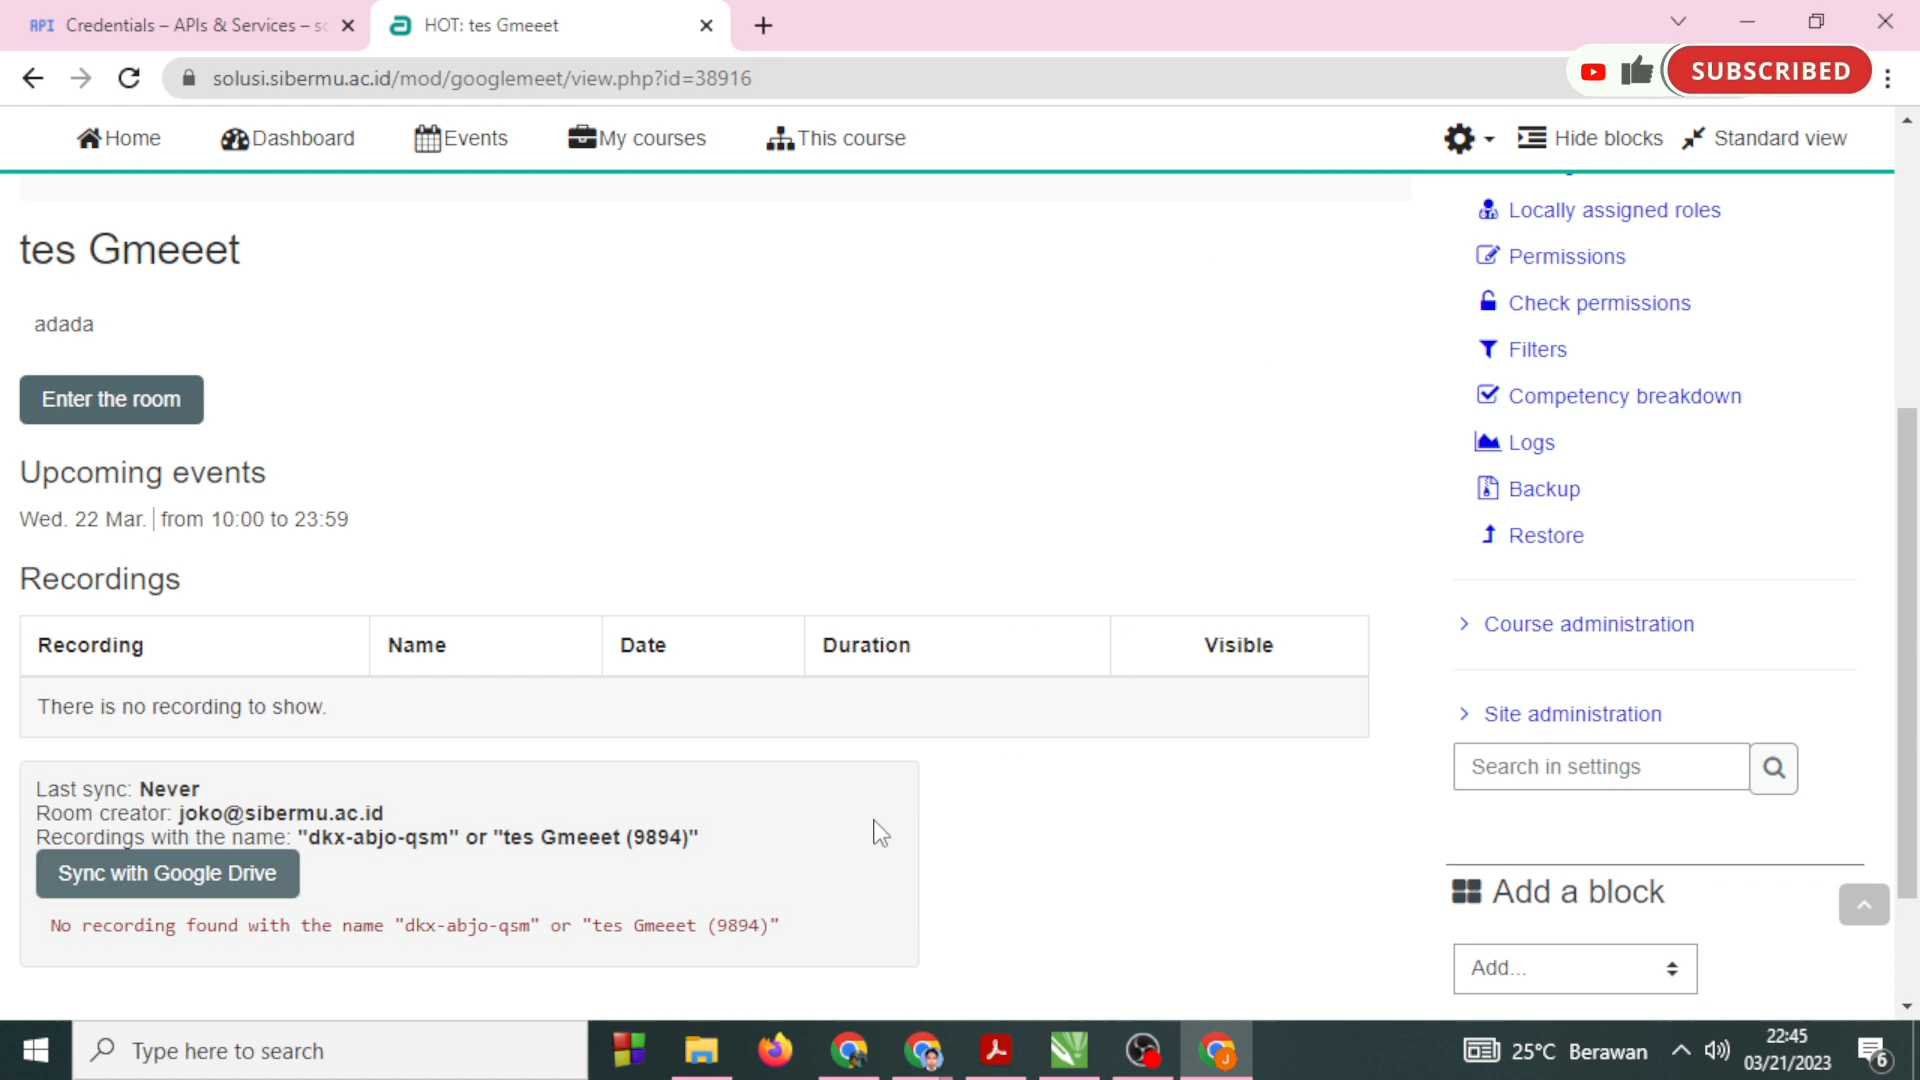 API Credentials – APIs & Services – sc
HOT: tes Gmeeet
solusi.sibermu.ac.id/mod/googlemeet/view.php?id=38916
SUBSCRIBED
Home
Dashboard
Events
My courses
This course
Hide blocks
Standard view
tes Gmeeet
adada
Enter the room
Upcoming events
Wed. 22 Mar. from 10:00 to 23:59
Recordings
Recording Name Date Duration Visible
There is no recording to show.
Last sync: Never
Room creator: joko@sibermu.ac.id
Recordings with the name: "dkx-abjo-qsm" or "tes Gmeeet (9894)"
Sync with Google Drive
No recording found with the name "dkx-abjo-qsm" or "tes Gmeeet (9894)"
Locally assigned roles
Permissions
Check permissions
Filters
Competency breakdown
Logs
Backup
Restore
Course administration
Site administration
Search in settings
Add a block
Add...
Type here to search
25°C Berawan
22:45
03/21/2023
6